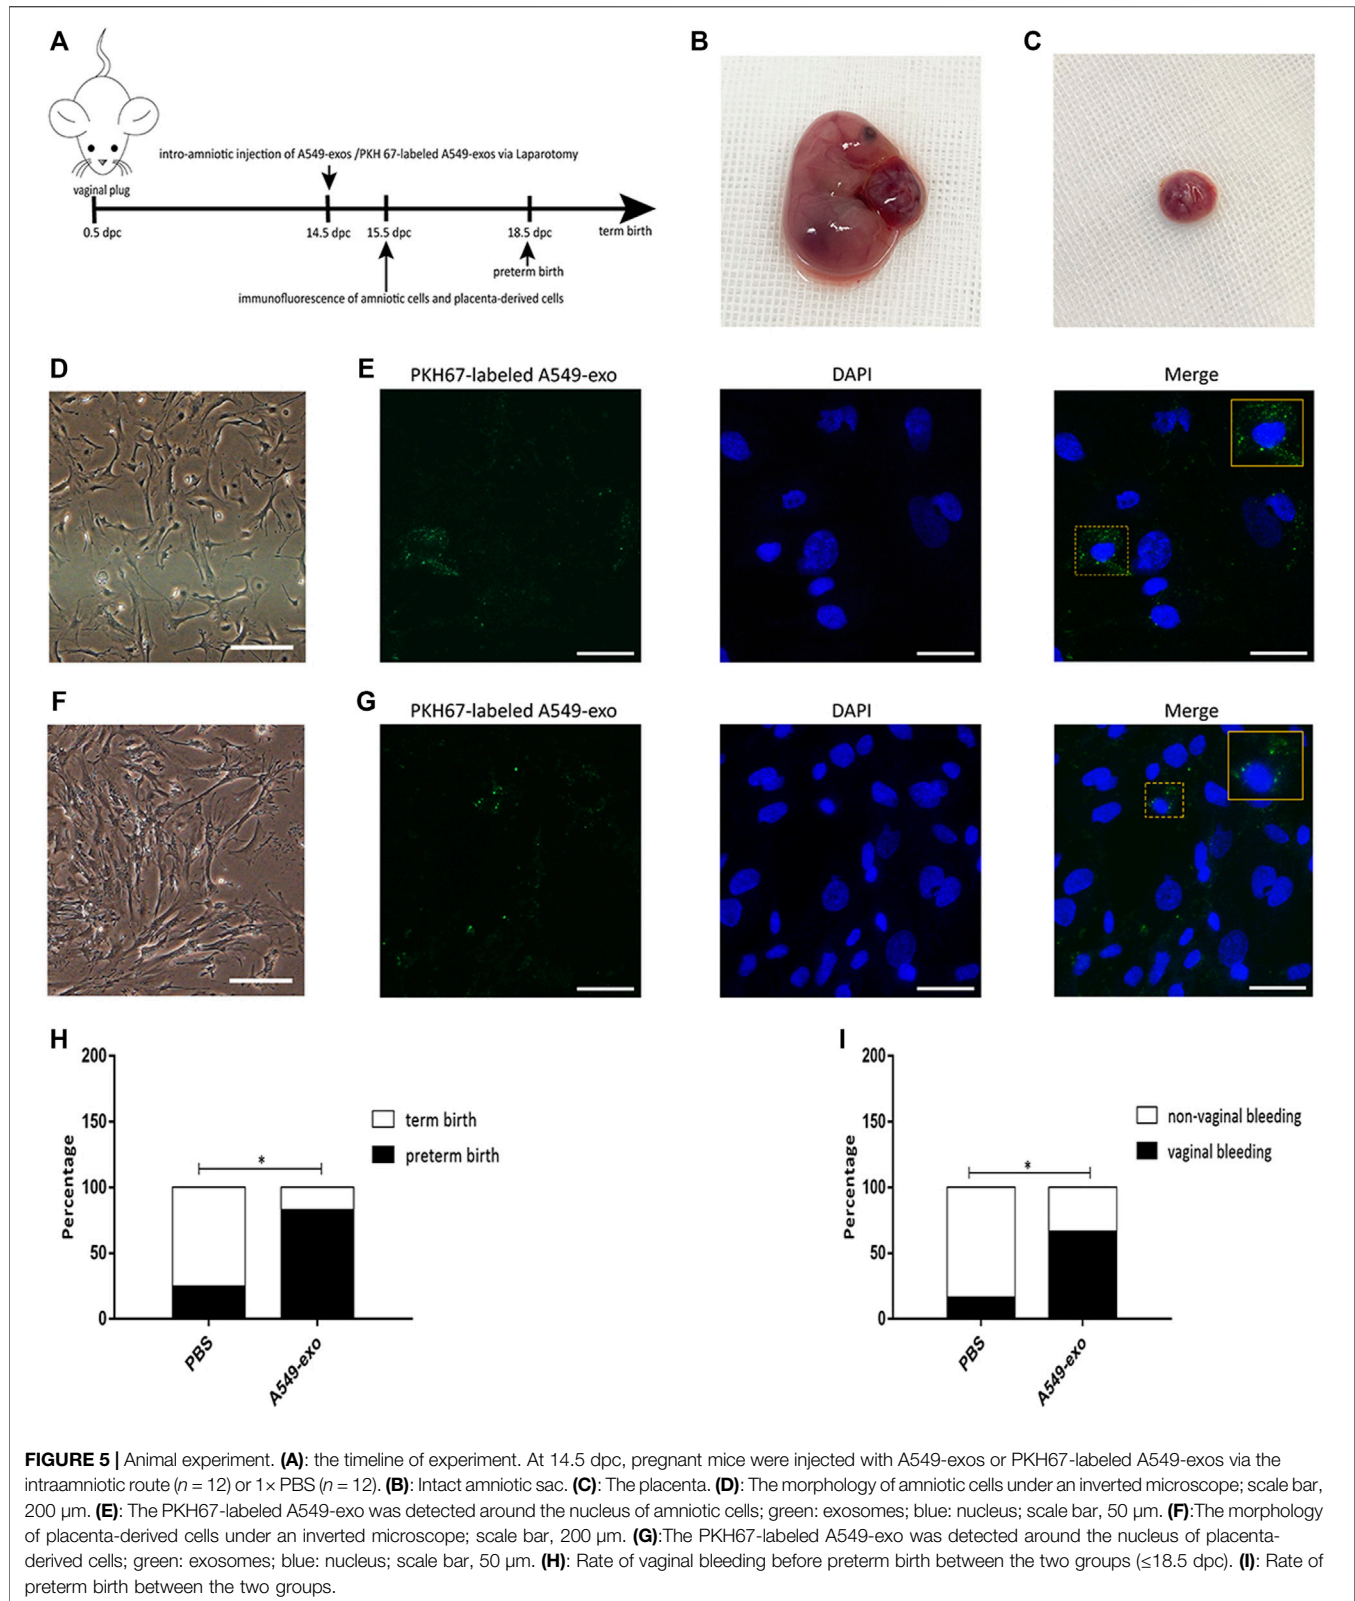 A
vaginal plug
intro-amniotic injection of A549-exos /PKH 67-labeled A549-exos via Laparotomy
0.5 dpc
14.5 dpc
15.5 dpc
18.5 dpc
term birth
preterm birth
immunofluorescence of amniotic cells and placenta-derived cells
B
C
D
E
PKH67-labeled A549-exo
DAPI
Merge
F
G
PKH67-labeled A549-exo
DAPI
Merge
H
200
150
100
50
0
Percentage
*
term birth
preterm birth
PBS
A549-exo
I
200
150
100
50
0
Percentage
*
non-vaginal bleeding
vaginal bleeding
PBS
A549-exo
FIGURE 5 | Animal experiment. (A): the timeline of experiment. At 14.5 dpc, pregnant mice were injected with A549-exos or PKH67-labeled A549-exos via the
intraamniotic route (n = 12) or 1× PBS (n = 12). (B): Intact amniotic sac. (C): The placenta. (D): The morphology of amniotic cells under an inverted microscope; scale bar,
200 μm. (E): The PKH67-labeled A549-exo was detected around the nucleus of amniotic cells; green: exosomes; blue: nucleus; scale bar, 50 μm. (F):The morphology
of placenta-derived cells under an inverted microscope; scale bar, 200 μm. (G):The PKH67-labeled A549-exo was detected around the nucleus of placenta-
derived cells; green: exosomes; blue: nucleus; scale bar, 50 μm. (H): Rate of vaginal bleeding before preterm birth between the two groups (≤18.5 dpc). (I): Rate of
preterm birth between the two groups.